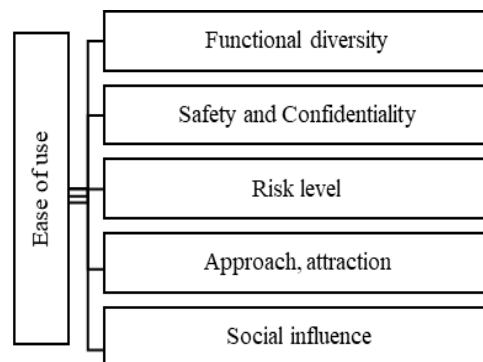 Ease of use
Functional diversity
Safety and Confidentiality
Risk level
Approach, attraction
Social influence